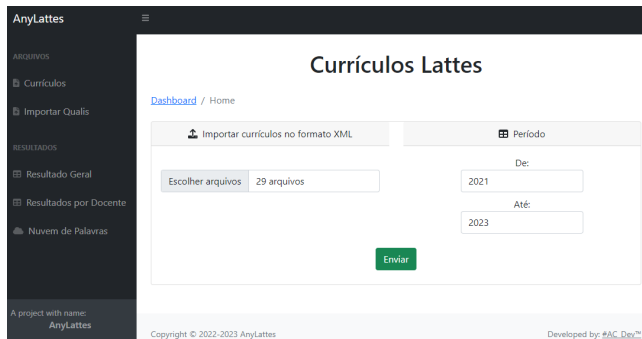 AnyLattes
ARQUIVOS
Currículos
Importar Qualis
RESULTADOS
Resultado Geral
Resultados por Docente
Nuvem de Palavras
A project with name:
AnyLattes
Currículos Lattes
Dashboard / Home
Importar currículos no formato XML
Escolher arquivos 29 arquivos
Período
De:
2021
Até:
2023
Enviar
Copyright © 2022-2023 AnyLattes
Developed by: #AC_Dev™